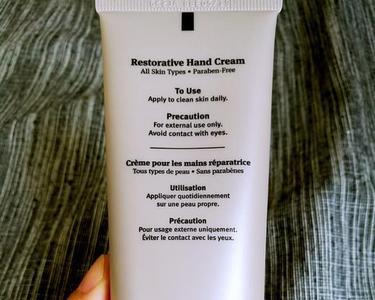 Restorative Hand Cream
All Skin Types • Paraben-Free
To Use
Apply to clean skin daily.
Precaution
For external use only.
Avoid contact with eyes.
Crème pour les mains réparatrice
Tous types de peau • Sans parabènes
Utilisation
Appliquer quotidiennement
sur une peau propre.
Précaution
Pour usage externe uniquement.
Éviter le contact avec les yeux.